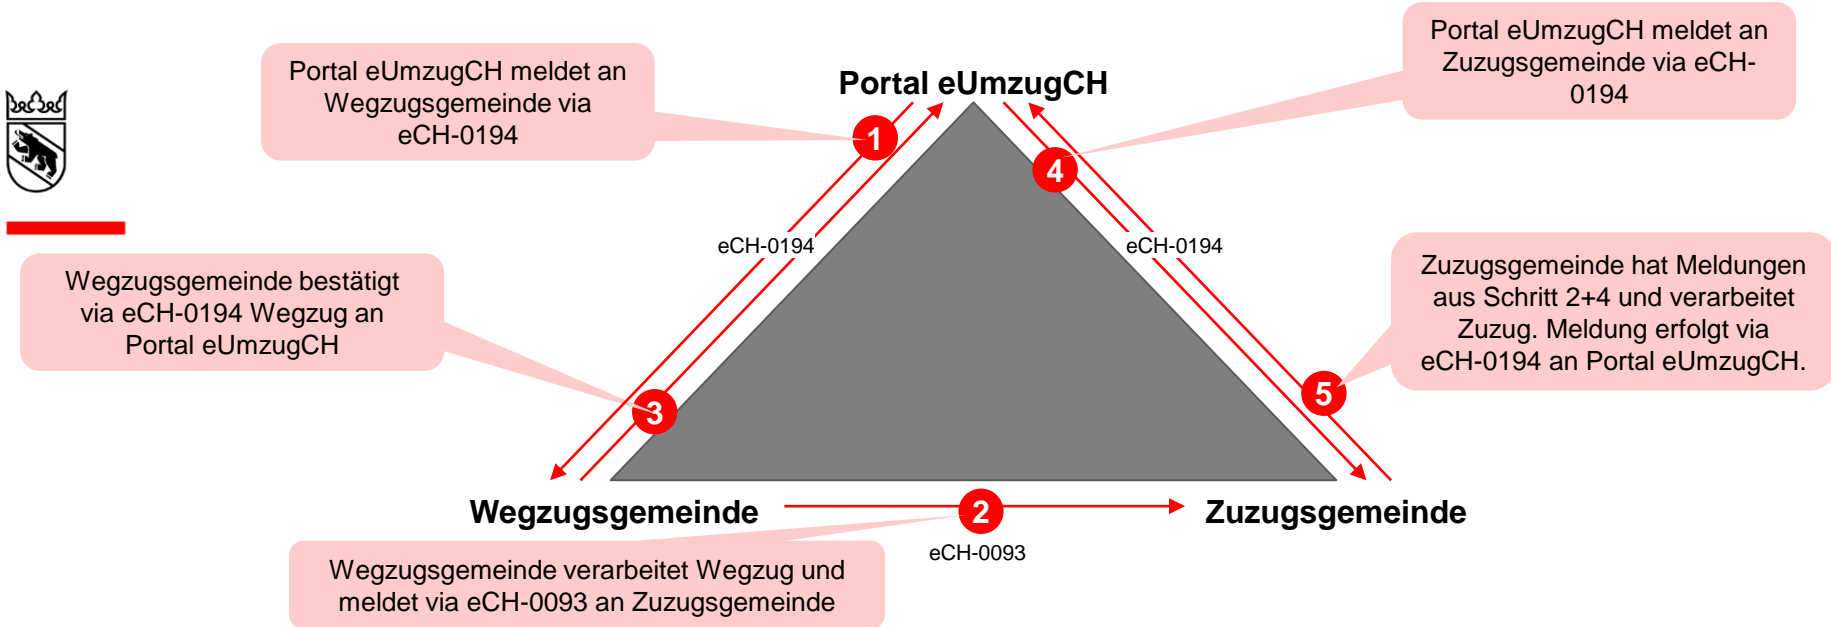 Portal eUmzugCH meldet an
Wegzugsgemeinde via
eCH-0194
Portal eUmzugCH
Portal eUmzugCH meldet an
Zuzugsgemeinde via eCH-
0194
1
4
eCH-0194
eCH-0194
Wegzugsgemeinde bestätigt
via eCH-0194 Wegzug an
Portal eUmzugCH
Zuzugsgemeinde hat Meldungen
aus Schritt 2+4 und verarbeitet
Zuzug. Meldung erfolgt via
eCH-0194 an Portal eUmzugCH.
3
5
Wegzugsgemeinde
2
Zuzugsgemeinde
eCH-0093
Wegzugsgemeinde verarbeitet Wegzug und
meldet via eCH-0093 an Zuzugsgemeinde